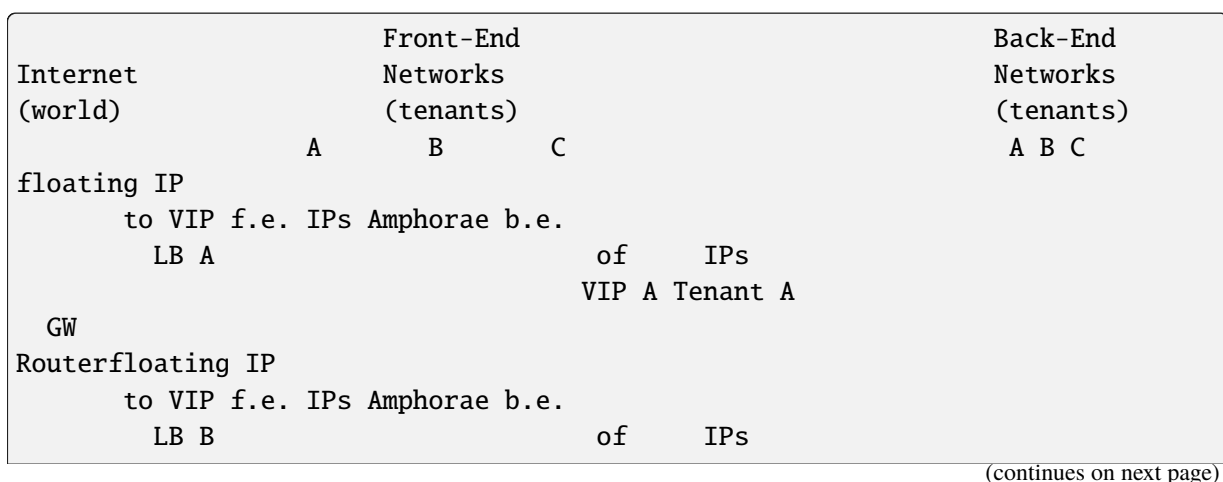 Front-End Back-End
Internet Networks Networks
(world) (tenants) (tenants)
A B C A B C
floating IP
to VIP f.e. IPs Amphorae b.e.
LB A of IPs
VIP A Tenant A
GW
Routerfloating IP
to VIP f.e. IPs Amphorae b.e.
LB B of IPs
(continues on next page)